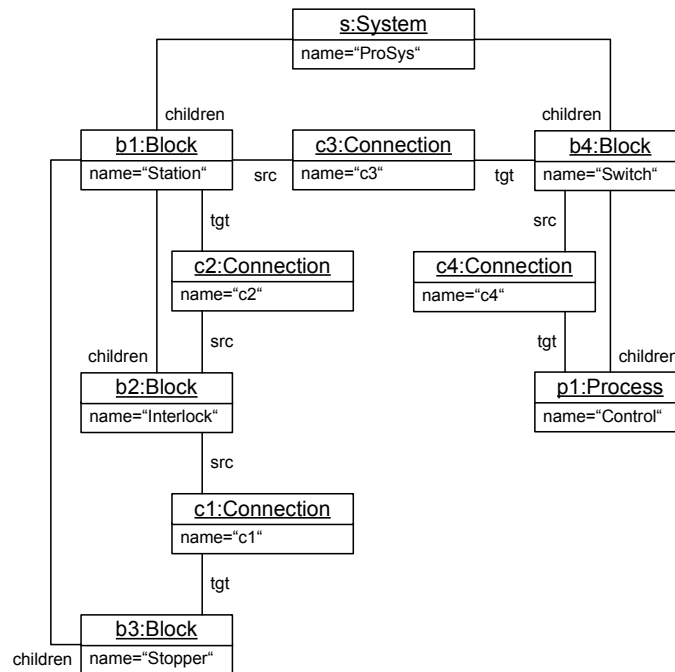 s:System
name=“ProSys“
children
children
b1:Block
name=“Station“
src
c3:Connection
name=“c3“
tgt
b4:Block
name=“Switch“
tgt
src
c2:Connection
name=“c2“
c4:Connection
name=“c4“
children
src
tgt
children
b2:Block
name=“Interlock“
p1:Process
name=“Control“
src
c1:Connection
name=“c1“
tgt
b3:Block
name=“Stopper“
children